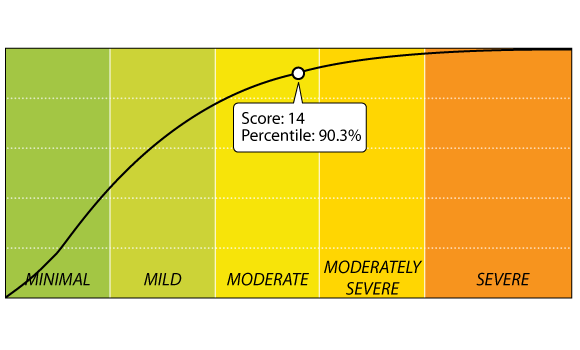 Score: 14
Percentile: 90.3%
MINIMAL
MILD
MODERATE
MODERATELY
SEVERE
SEVERE